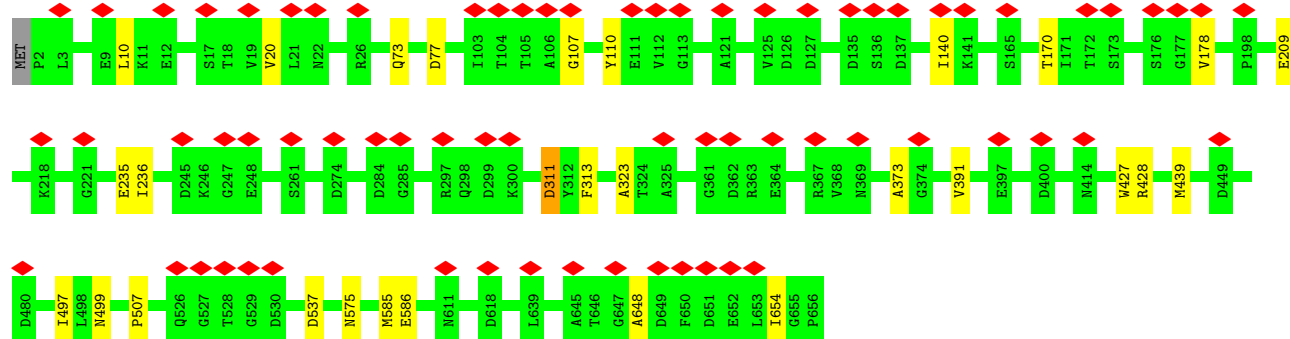 MET P2 L3 E9 L10 K11 E12 S17 T18 V19 V20 L21 N22 R26 Q73 D77 I103 T104 T105 A106 G107 Y110 E111 V112 G113 A121 V125 D126 D127 D135 S136 D137 I140 K141 S165 T170 I171 T172 S173 S176 G177 V178 P198 E209
K218 G221 E235 I236 D245 K246 G247 E248 S261 D274 D284 G285 R297 Q298 D299 K300 D311 Y312 F313 A323 T324 A325 G361 D362 R363 E364 R367 V368 N369 A373 G374 V391 E397 D400 N414 W427 R428 M439 D449
D480 I497 L498 N499 P507 Q526 G527 T528 G529 D530 D537 N575 M585 E586 N611 D618 L639 A645 T646 G647 A648 D649 F650 D651 E652 L653 I654 G655 P656